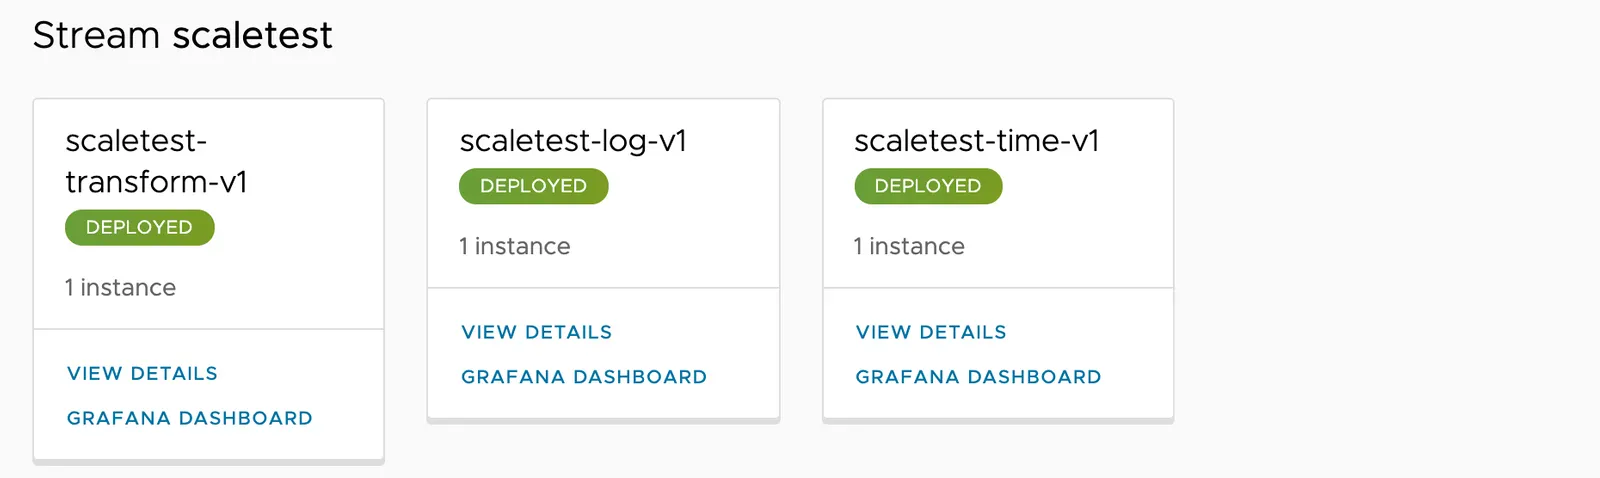 Stream scaletest
scaletest-
transform-v1
DEPLOYED
1 instance
VIEW DETAILS
GRAFANA DASHBOARD
scaletest-log-v1
DEPLOYED
1 instance
VIEW DETAILS
GRAFANA DASHBOARD
scaletest-time-v1
DEPLOYED
1 instance
VIEW DETAILS
GRAFANA DASHBOARD